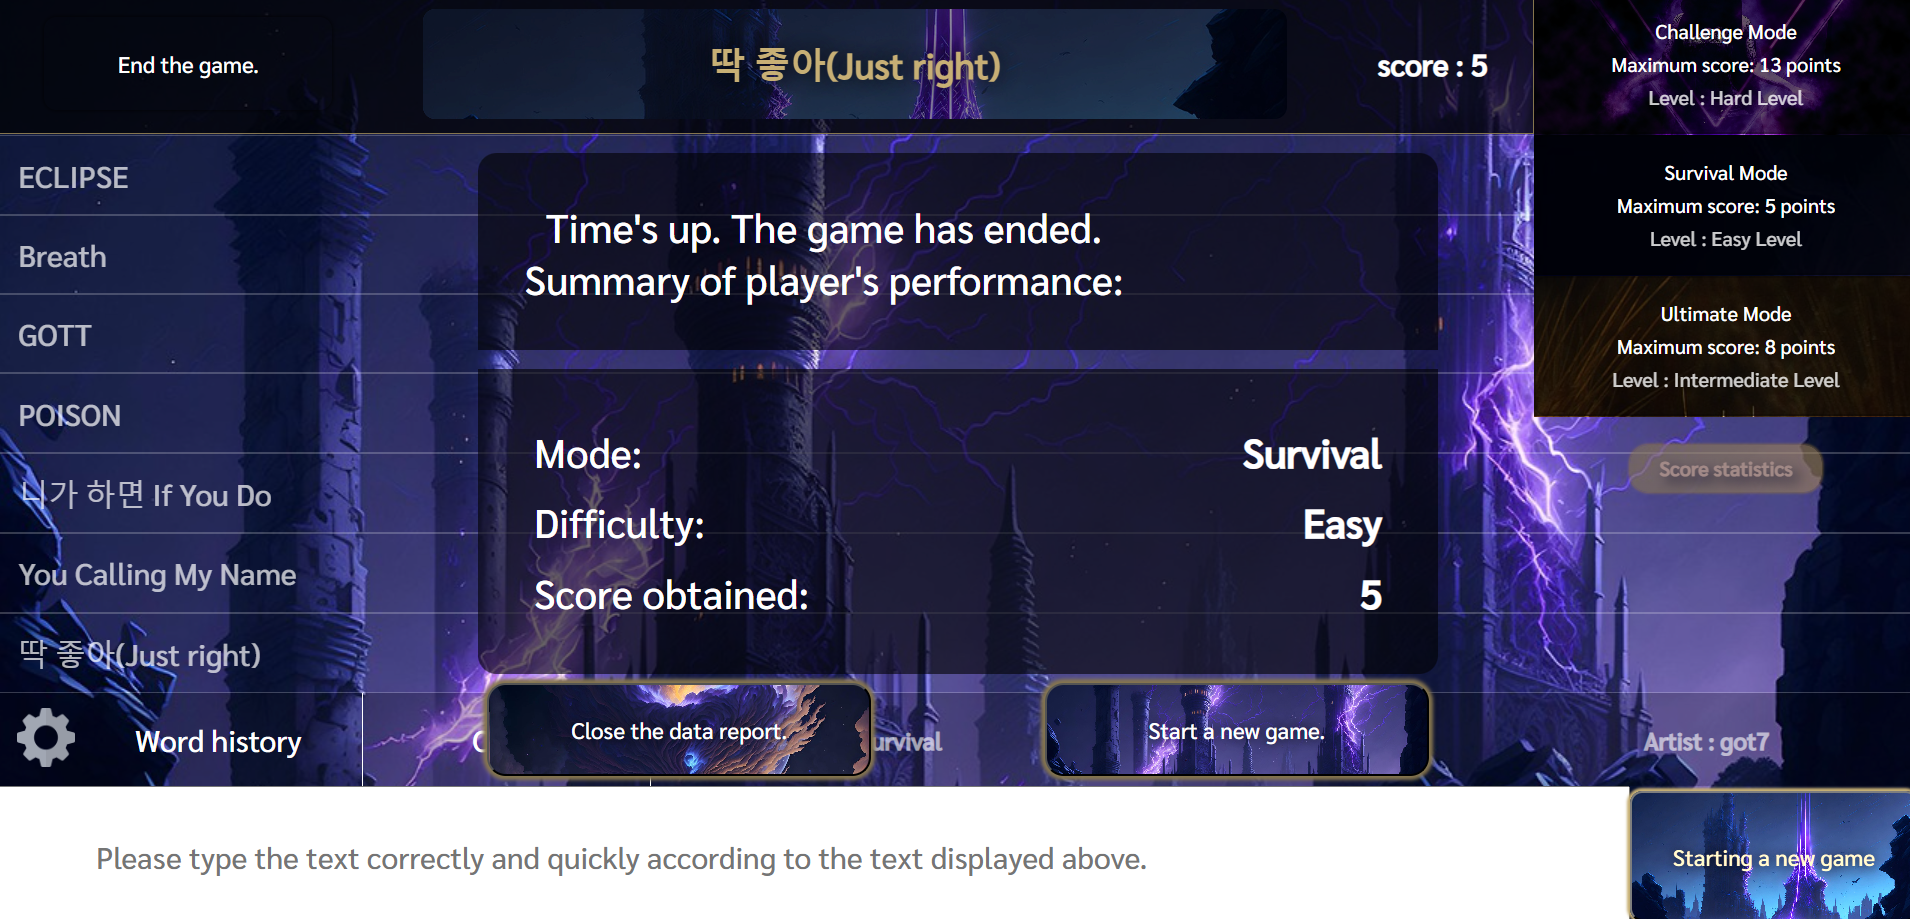 End the game.
딱 좋아(Just right)
score : 5
Challenge Mode
Maximum score: 13 points
Level : Hard Level
Survival Mode
Maximum score: 5 points
Level : Easy Level
Ultimate Mode
Maximum score: 8 points
Level : Intermediate Level
Score statistics
ECLIPSE
Breath
GOTT
POISON
니가 하면 If You Do
You Calling My Name
딱 좋아(Just right)
Time's up. The game has ended.
Summary of player's performance:
Mode: Survival
Difficulty: Easy
Score obtained: 5
Close the data report.
Start a new game.
Word history
Artist : got7
Please type the text correctly and quickly according to the text displayed above.
Starting a new game